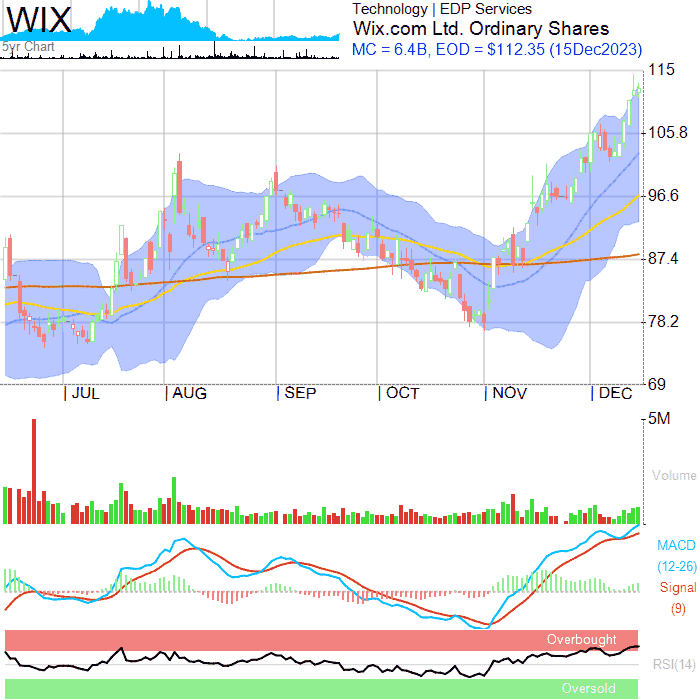 WIX
5yr Chart
Technology | EDP Services
Wix.com Ltd. Ordinary Shares
MC = 6.4B, EOD = $112.35 (15Dec2023)
115
105.8
96.6
87.4
78.2
69
JUL AUG SEP OCT NOV DEC
5M
Volume
MACD
(12-26)
Signal
(9)
Overbought
RSI(14)
Oversold